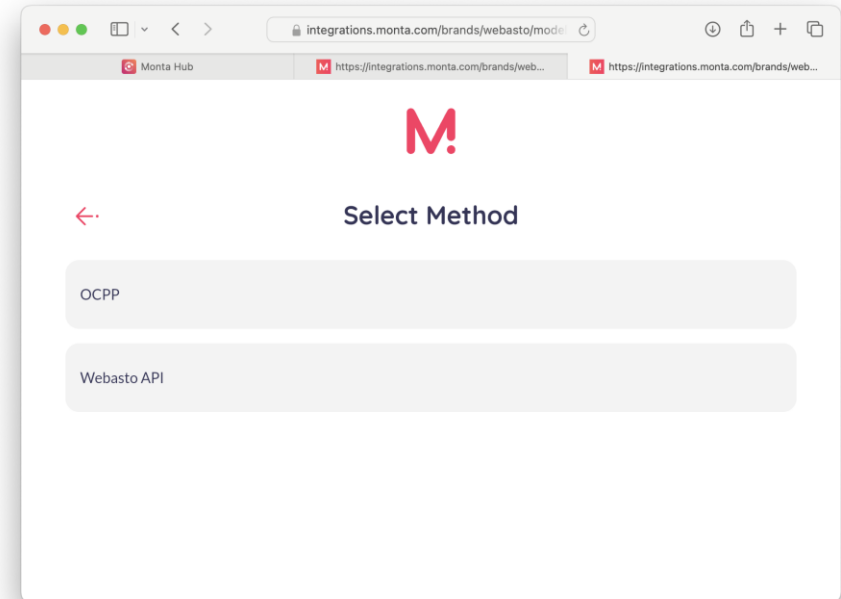 integrations.monta.com/brands/webasto/model
Monta Hub
https://integrations.monta.com/brands/web...
https://integrations.monta.com/brands/web...
M
Select Method
OCPP
Webasto API